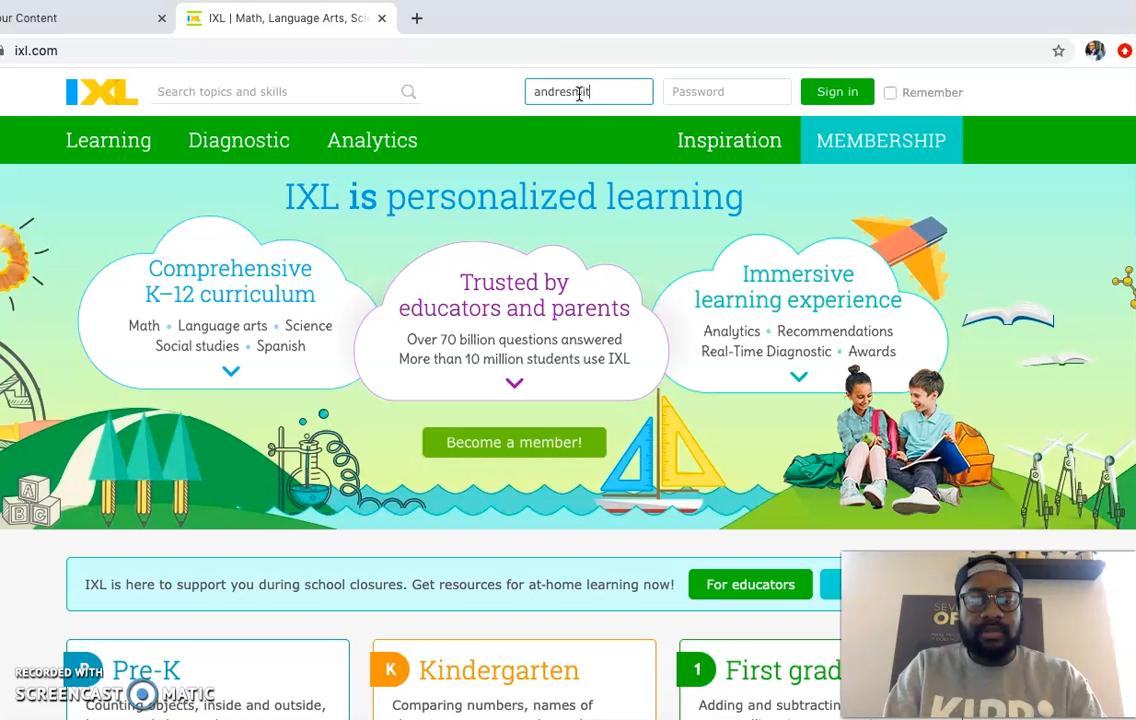 our Content
IXL | Math, Language Arts, Sci
ixl.com
IXL
Search topics and skills
Password
Sign in
Remember
Learning
Diagnostic
Analytics
Inspiration
MEMBERSHIP
IXL is personalized learning
Comprehensive
K–12 curriculum
Math • Language arts • Science
Social studies • Spanish
Trusted by
educators and parents
Over 70 billion questions answered
More than 10 million students use IXL
Immersive
learning experience
Analytics • Recommendations
Real-Time Diagnostic • Awards
Become a member!
A
B C
IXL is here to support you during school closures. Get resources for at-home learning now!
For educators
Pre-K
Counting objects, inside and outside,
K
Kindergarten
Comparing numbers, names of
1
First grad
Adding and subtractin
RECORDED WITH
SCREENCAST MATIC